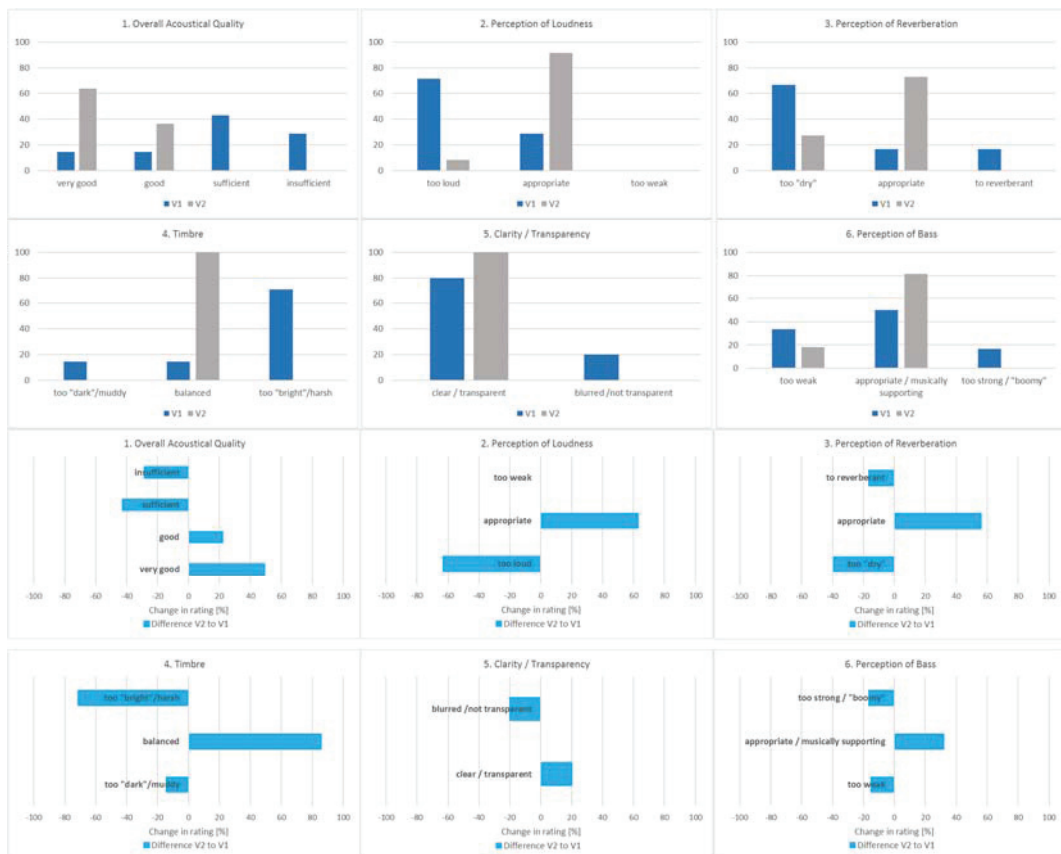 1. Overall Acoustical Quality
100
80
60
40
20
0
very good good sufficient insufficient
V1 V2
2. Perception of Loudness
100
80
60
40
20
0
too loud appropriate too weak
V1 V2
3. Perception of Reverberation
100
80
60
40
20
0
too "dry" appropriate to reverberant
V1 V2
4. Timbre
100
80
60
40
20
0
too "dark"/muddy balanced too "bright"/harsh
V1 V2
5. Clarity / Transparency
100
80
60
40
20
0
clear / transparent blurred /not transparent
V1 V2
6. Perception of Bass
100
80
60
40
20
0
too weak appropriate / musically too strong / "boomy"
supporting
V1 V2
1. Overall Acoustical Quality
insufficient
sufficient
good
very good
-100 -80 -60 -40 -20 0 20 40 60 80 100
Change in rating [%]
Difference V2 to V1
2. Perception of Loudness
too weak
appropriate
too loud
-100 -80 -60 -40 -20 0 20 40 60 80 100
Change in rating [%]
Difference V2 to V1
3. Perception of Reverberation
to reverberant
appropriate
too "dry"
-100 -80 -60 -40 -20 0 20 40 60 80 100
Change in rating [%]
Difference V2 to V1
4. Timbre
too "bright"/harsh
balanced
too "dark"/muddy
-100 -80 -60 -40 -20 0 20 40 60 80 100
Change in rating [%]
Difference V2 to V1
5. Clarity / Transparency
blurred /not transparent
clear / transparent
-100 -80 -60 -40 -20 0 20 40 60 80 100
Change in rating [%]
Difference V2 to V1
6. Perception of Bass
too strong / "boomy"
appropriate / musically supporting
too weak
-100 -80 -60 -40 -20 0 20 40 60 80 100
Change in rating [%]
Difference V2 to V1